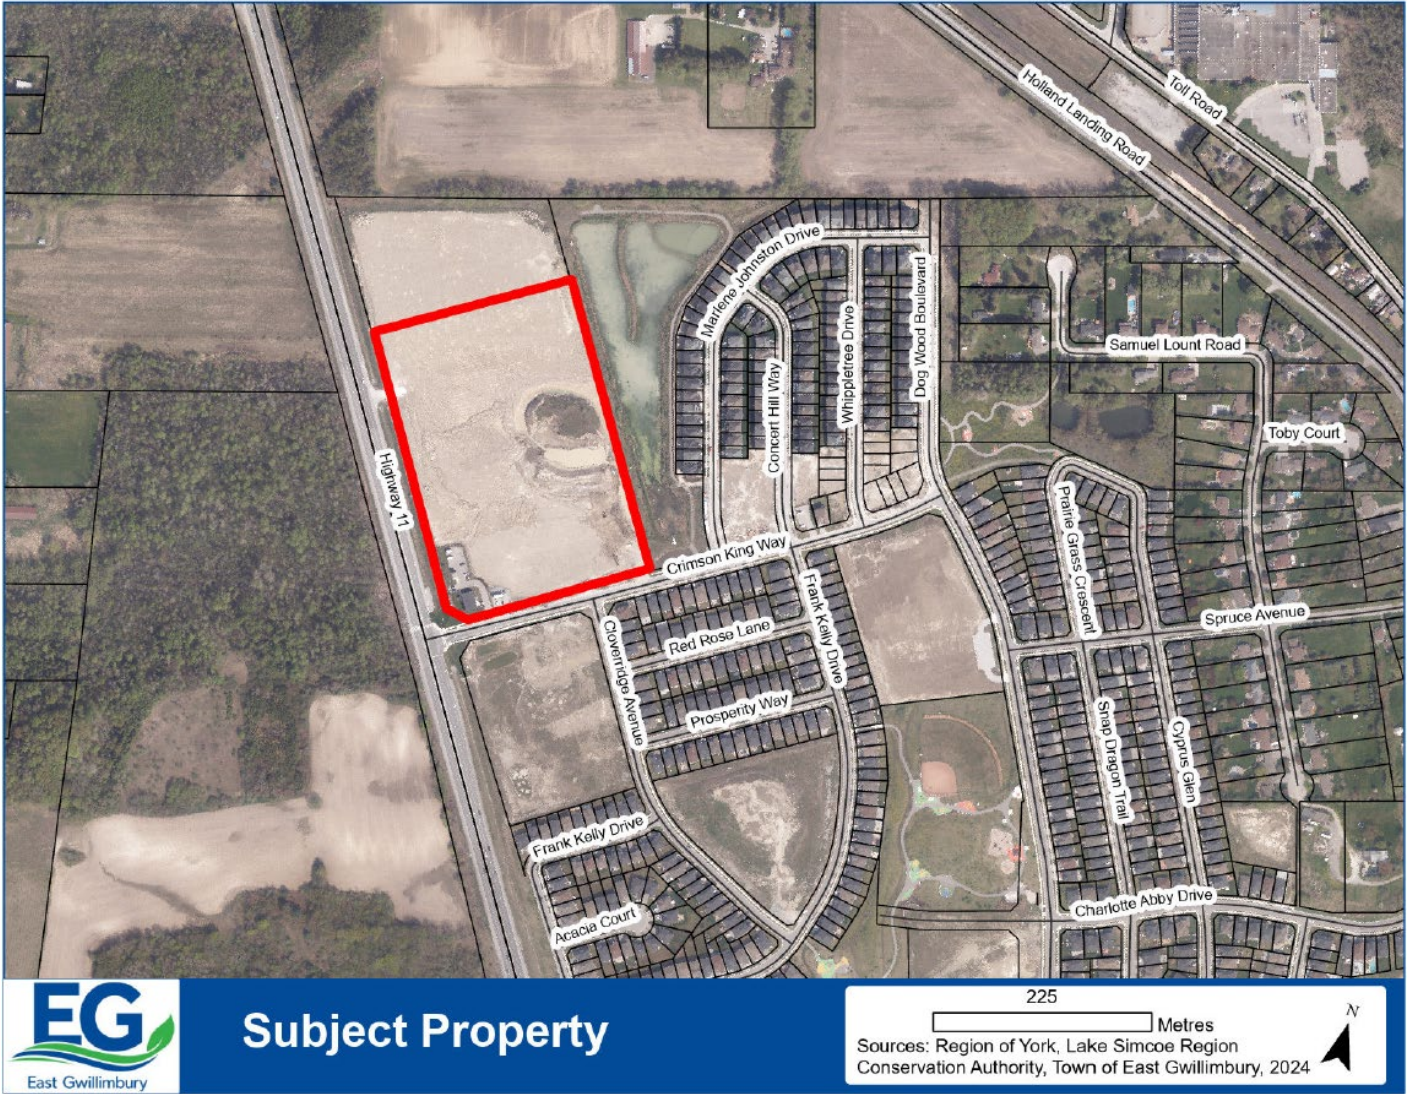 Toll Road
Holland Landing Road
Marlene Johnston Drive
Whippletree Drive
Dog Wood Boulevard
Samuel Lount Road
Concert Hill Way
Toby Court
Highway 11
Prairie Grass Crescent
Crimson King Way
Frank Kelly Drive
Spruce Avenue
Cloverridge Avenue
Red Rose Lane
Prosperity Way
Snap Dragon Trail
Cyprus Glen
Frank Kelly Drive
Charlotte Abby Drive
Acacia Court
EG
East Gwillimbury
Subject Property
225
Metres
N
Sources: Region of York, Lake Simcoe Region
Conservation Authority, Town of East Gwillimbury, 2024